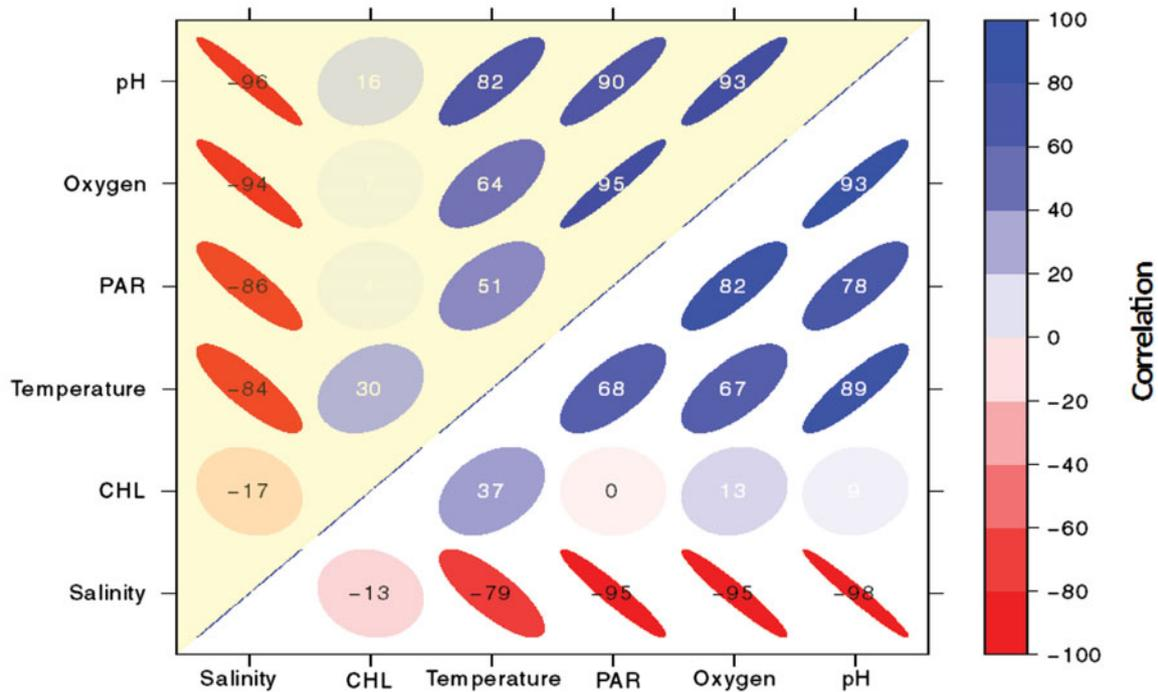 pH -96 16 82 90 93
Oxygen -94 7 64 95 93
PAR -86 4 51 82 78
Temperature -84 30 68 67 89
CHL -17 37 0 13 9
Salinity -13 -79 -95 -95 -98
Salinity CHL Temperature PAR Oxygen pH
100
80
60
40
20
0
-20
-40
-60
-80
-100
Correlation